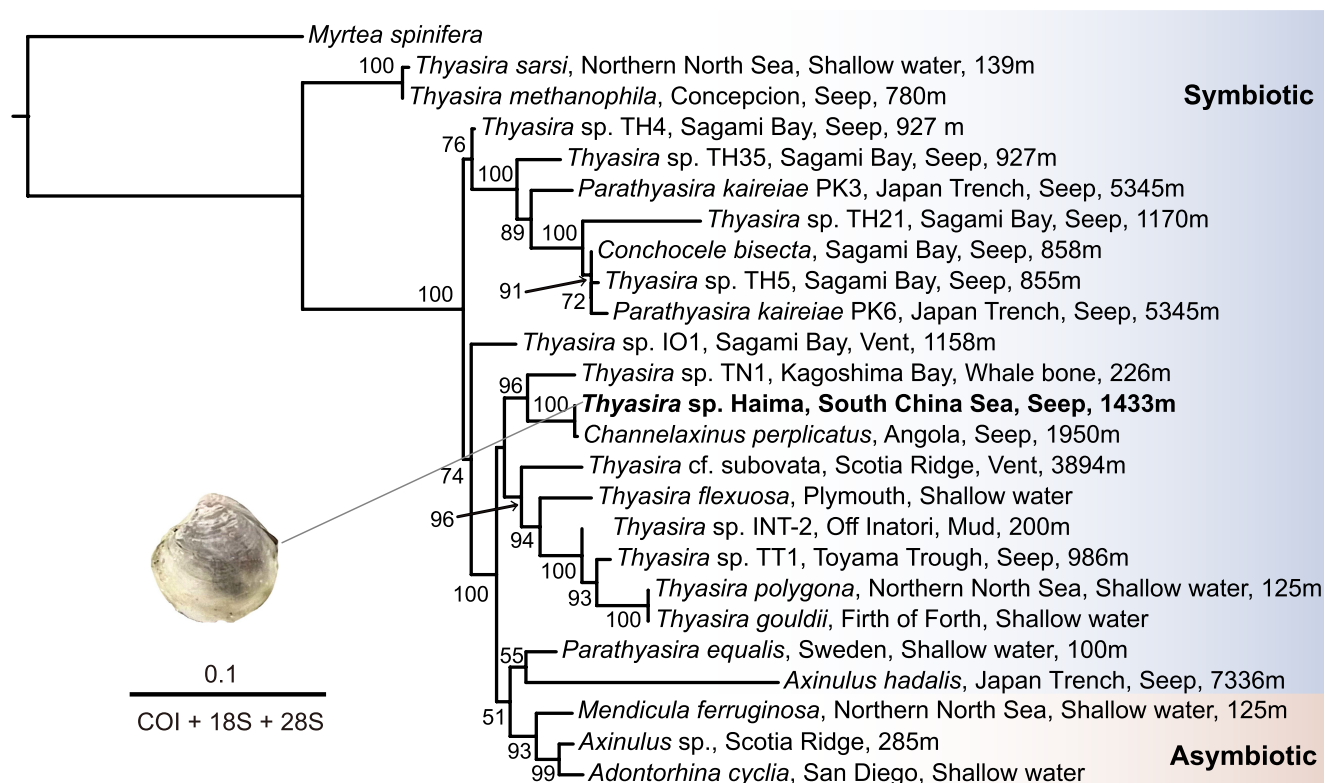 Myrtea spinifera
100
Thyasira sarsi, Northern North Sea, Shallow water, 139m
Thyasira methanophila, Concepcion, Seep, 780m
Symbiotic
Thyasira sp. TH4, Sagami Bay, Seep, 927 m
76
Thyasira sp. TH35, Sagami Bay, Seep, 927m
100
Parathyasira kaireiae PK3, Japan Trench, Seep, 5345m
Thyasira sp. TH21, Sagami Bay, Seep, 1170m
89
100
Conchocele bisecta, Sagami Bay, Seep, 858m
Thyasira sp. TH5, Sagami Bay, Seep, 855m
91
72
100
Parathyasira kaireiae PK6, Japan Trench, Seep, 5345m
Thyasira sp. IO1, Sagami Bay, Vent, 1158m
Thyasira sp. TN1, Kagoshima Bay, Whale bone, 226m
96
100
Thyasira sp. Haima, South China Sea, Seep, 1433m
Channelaxinus perplicatus, Angola, Seep, 1950m
74
Thyasira cf. subovata, Scotia Ridge, Vent, 3894m
Thyasira flexuosa, Plymouth, Shallow water
96
Thyasira sp. INT-2, Off Inatori, Mud, 200m
94
Thyasira sp. TT1, Toyama Trough, Seep, 986m
100
Thyasira polygona, Northern North Sea, Shallow water, 125m
100
93
Thyasira gouldii, Firth of Forth, Shallow water
100
Parathyasira equalis, Sweden, Shallow water, 100m
55
Axinulus hadalis, Japan Trench, Seep, 7336m
0.1
COI + 18S + 28S
51
Mendicula ferruginosa, Northern North Sea, Shallow water, 125m
93
Axinulus sp., Scotia Ridge, 285m
Asymbiotic
99
Adontorhina cyclia, San Diego, Shallow water